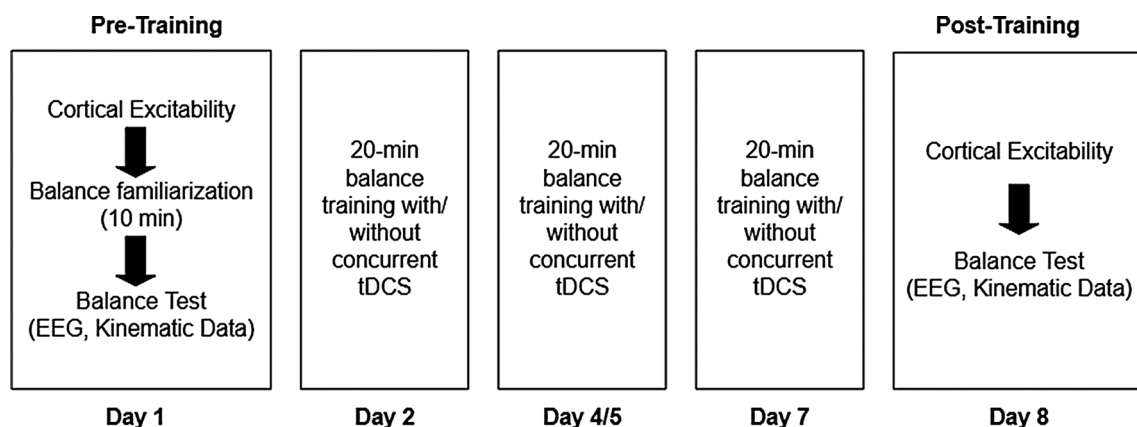 Pre-Training
Post-Training
Cortical Excitability
Balance familiarization
(10 min)
Balance Test
(EEG, Kinematic Data)
20-min
balance
training with/
without
concurrent
tDCS
20-min
balance
training with/
without
concurrent
tDCS
20-min
balance
training with/
without
concurrent
tDCS
Cortical Excitability
Balance Test
(EEG, Kinematic Data)
Day 1
Day 2
Day 4/5
Day 7
Day 8